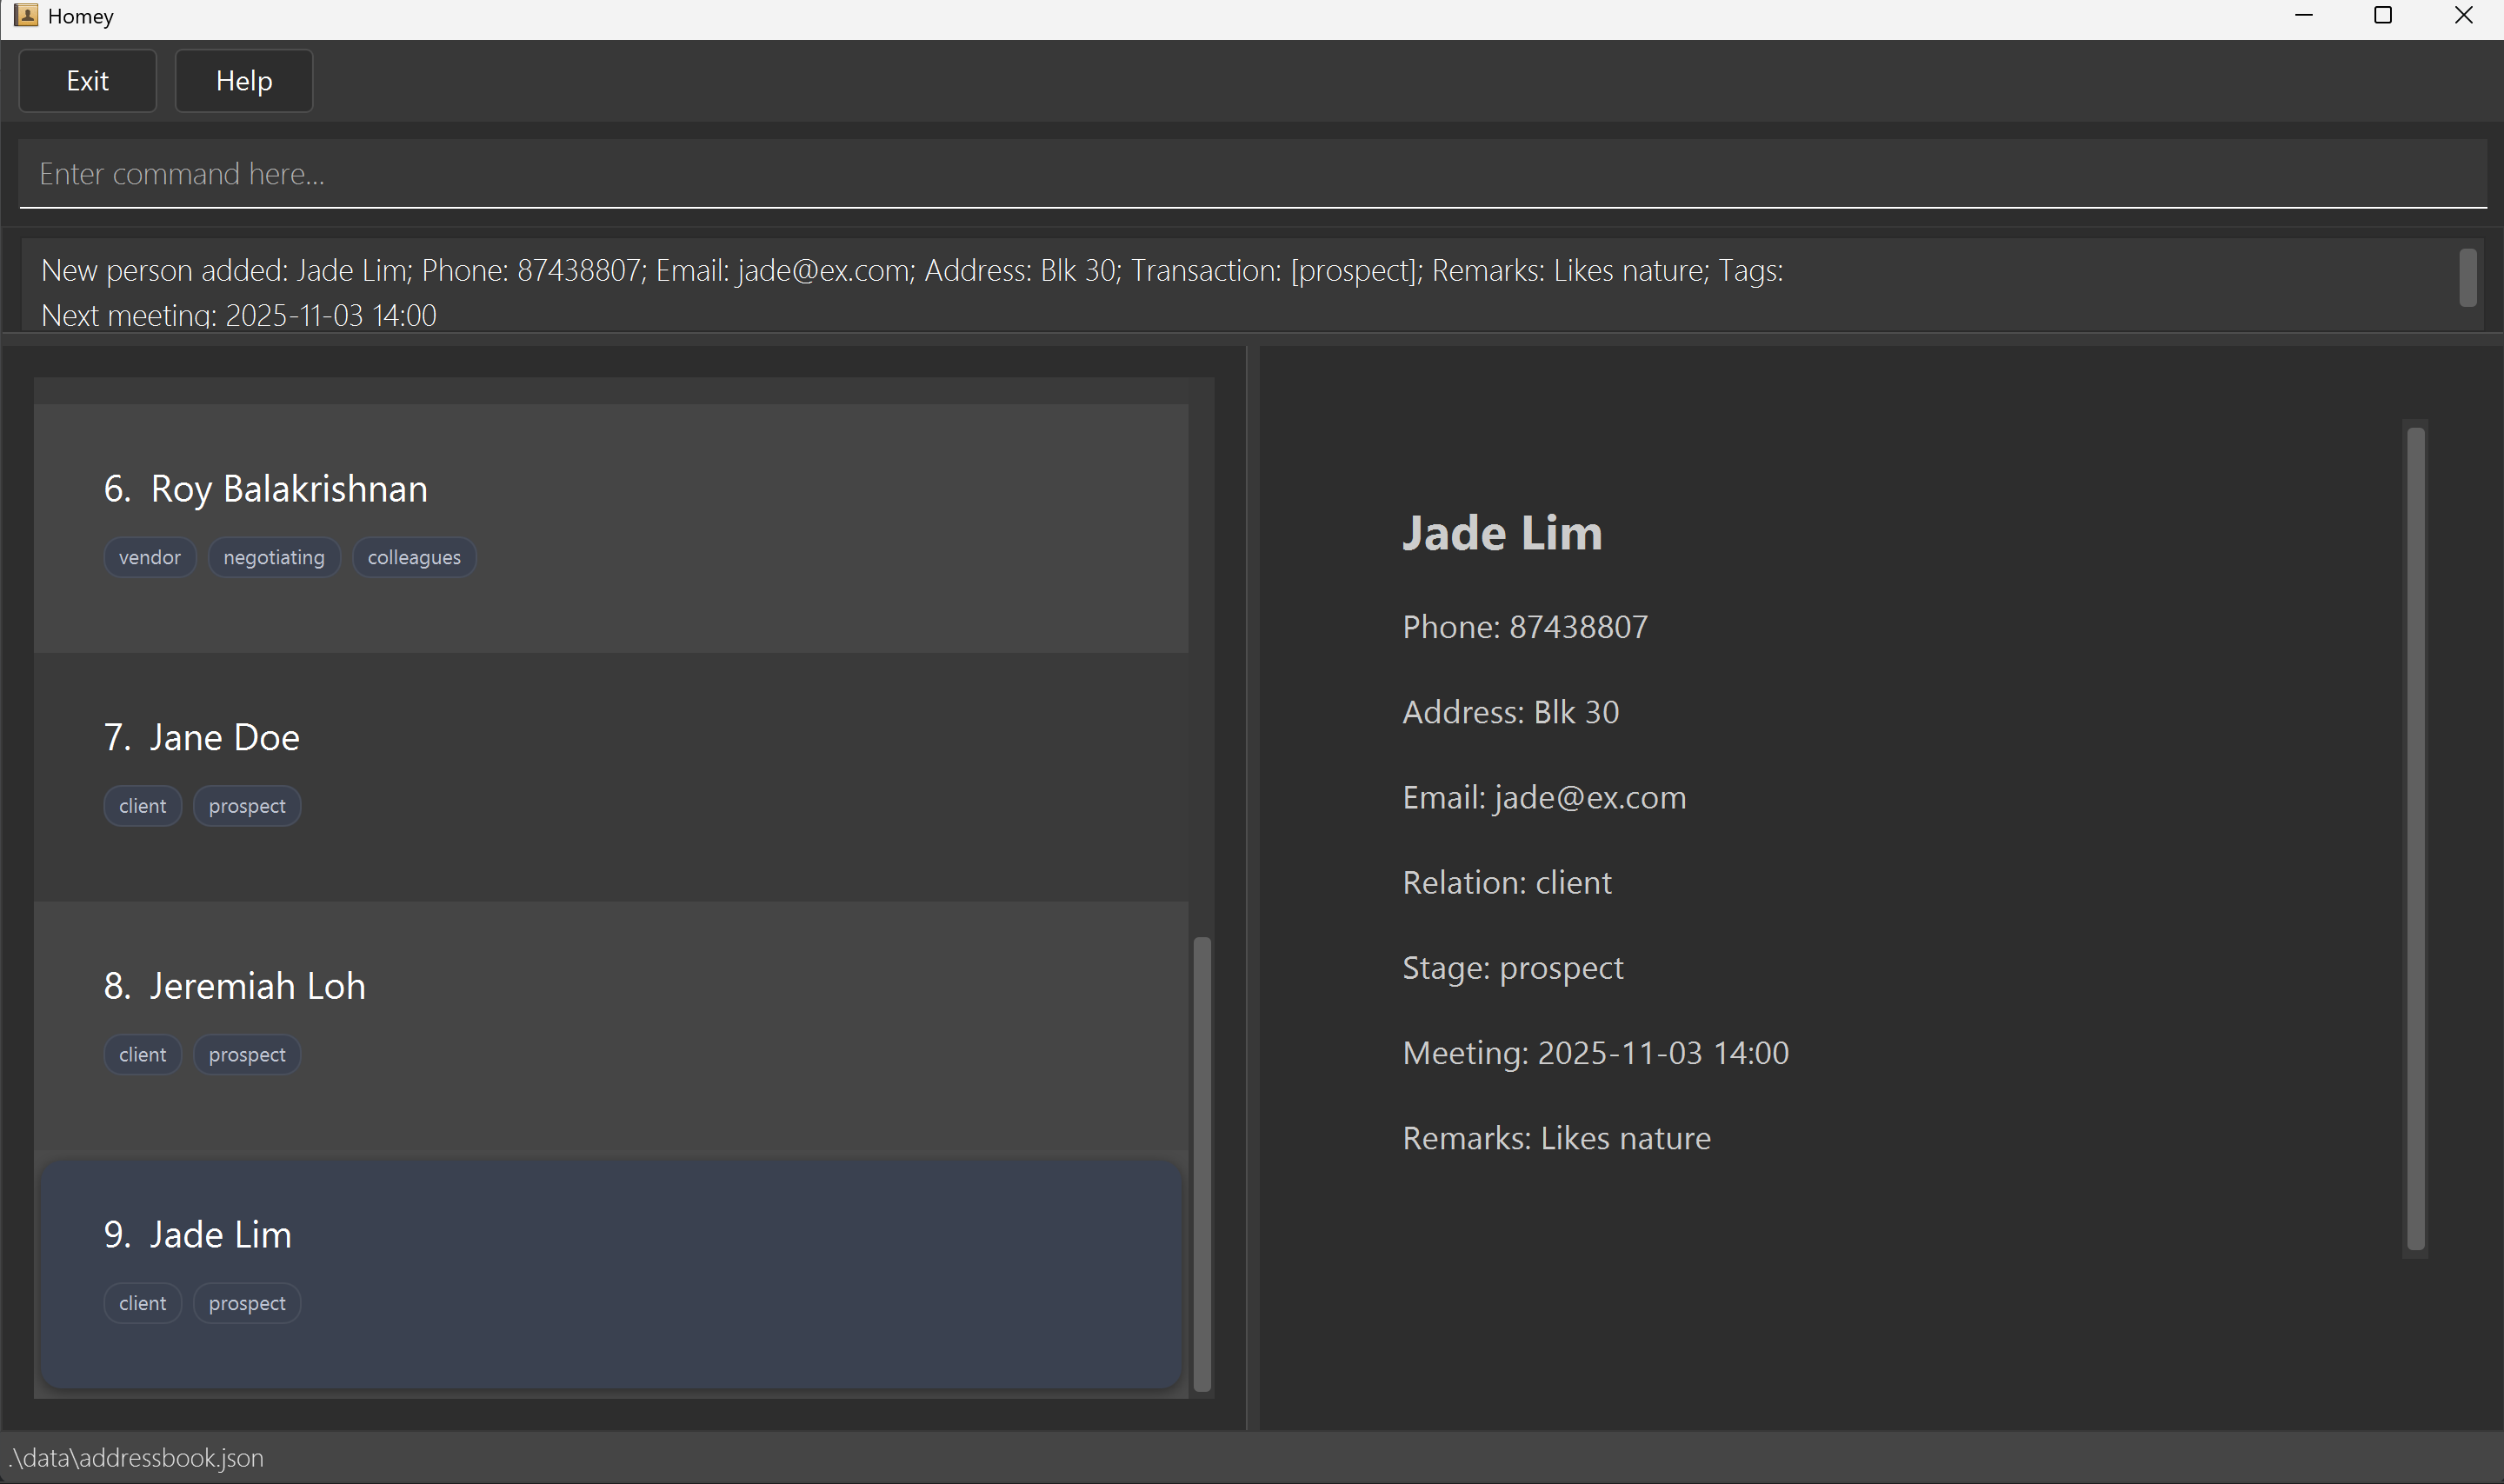 Homey
Exit Help
Enter command here...
New person added: Jade Lim; Phone: 87438807; Email: jade@ex.com; Address: Blk 30; Transaction: [prospect]; Remarks: Likes nature; Tags:
Next meeting: 2025-11-03 14:00
6. Roy Balakrishnan
vendor negotiating colleagues
7. Jane Doe
client prospect
8. Jeremiah Loh
client prospect
9. Jade Lim
client prospect
Jade Lim
Phone: 87438807
Address: Blk 30
Email: jade@ex.com
Relation: client
Stage: prospect
Meeting: 2025-11-03 14:00
Remarks: Likes nature
.\data\addressbook.json